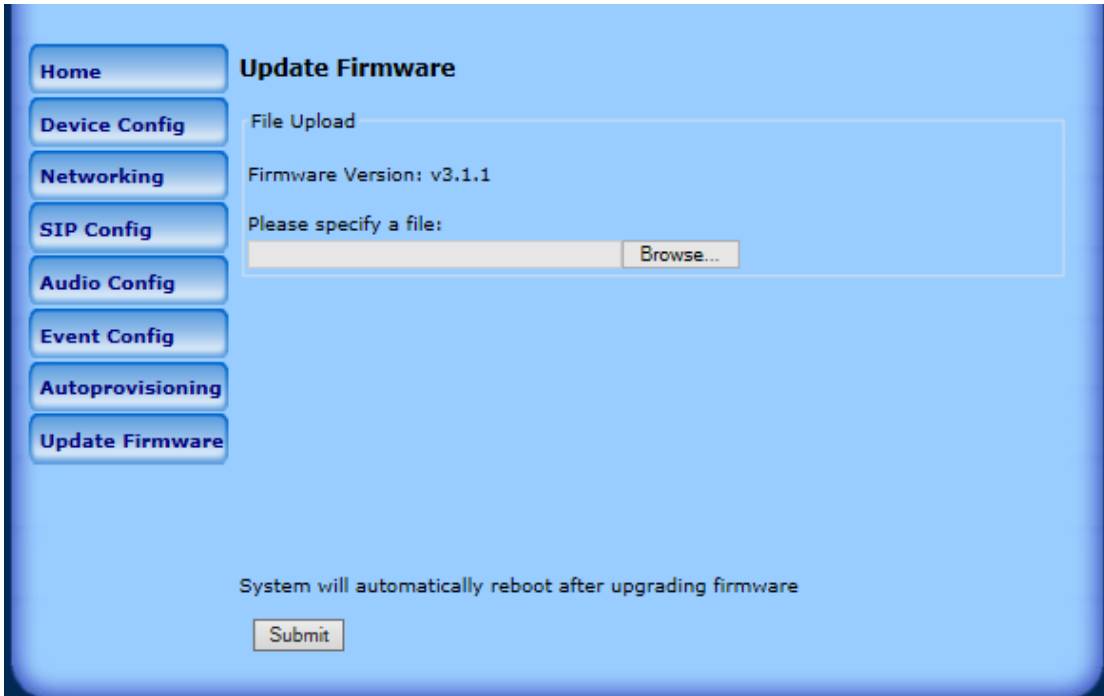 Home
Device Config
Networking
SIP Config
Audio Config
Event Config
Autoprovisioning
Update Firmware
Update Firmware
File Upload
Firmware Version: v3.1.1
Please specify a file:
Browse...
System will automatically reboot after upgrading firmware
Submit